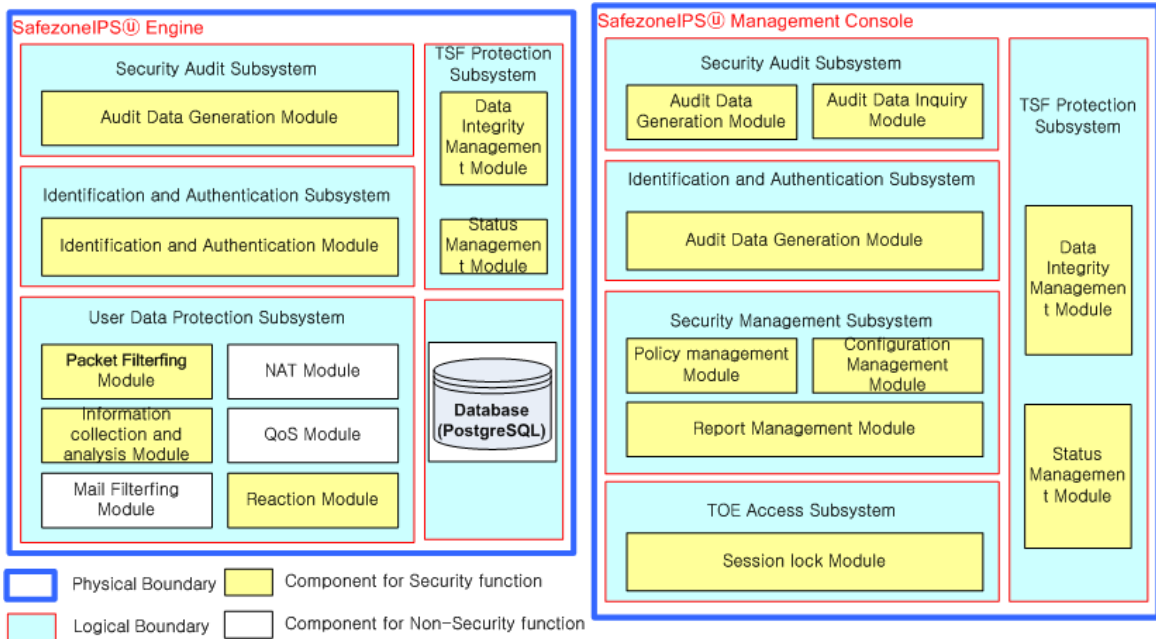 SafezoneIPSⓤ Engine
Security Audit Subsystem
Audit Data Generation Module
Identification and Authentication Subsystem
Identification and Authentication Module
User Data Protection Subsystem
Packet Filterfing
Module
NAT Module
Information
collection and
analysis Module
QoS Module
Mail Filterfing
Module
Reaction Module
TSF Protection
Subsystem
Data
Integrity
Managemen
t Module
Status
Managemen
t Module
Database
(PostgreSQL)
SafezoneIPSⓤ Management Console
Security Audit Subsystem
Audit Data
Generation Module
Audit Data Inquiry
Module
Identification and Authentication Subsystem
Audit Data Generation Module
Security Management Subsystem
Policy management
Module
Configuration
Management
Module
Report Management Module
TOE Access Subsystem
Session lock Module
TSF Protection
Subsystem
Data
Integrity
Managemen
t Module
Status
Managemen
t Module
Physical Boundary
Component for Security function
Logical Boundary
Component for Non-Security function